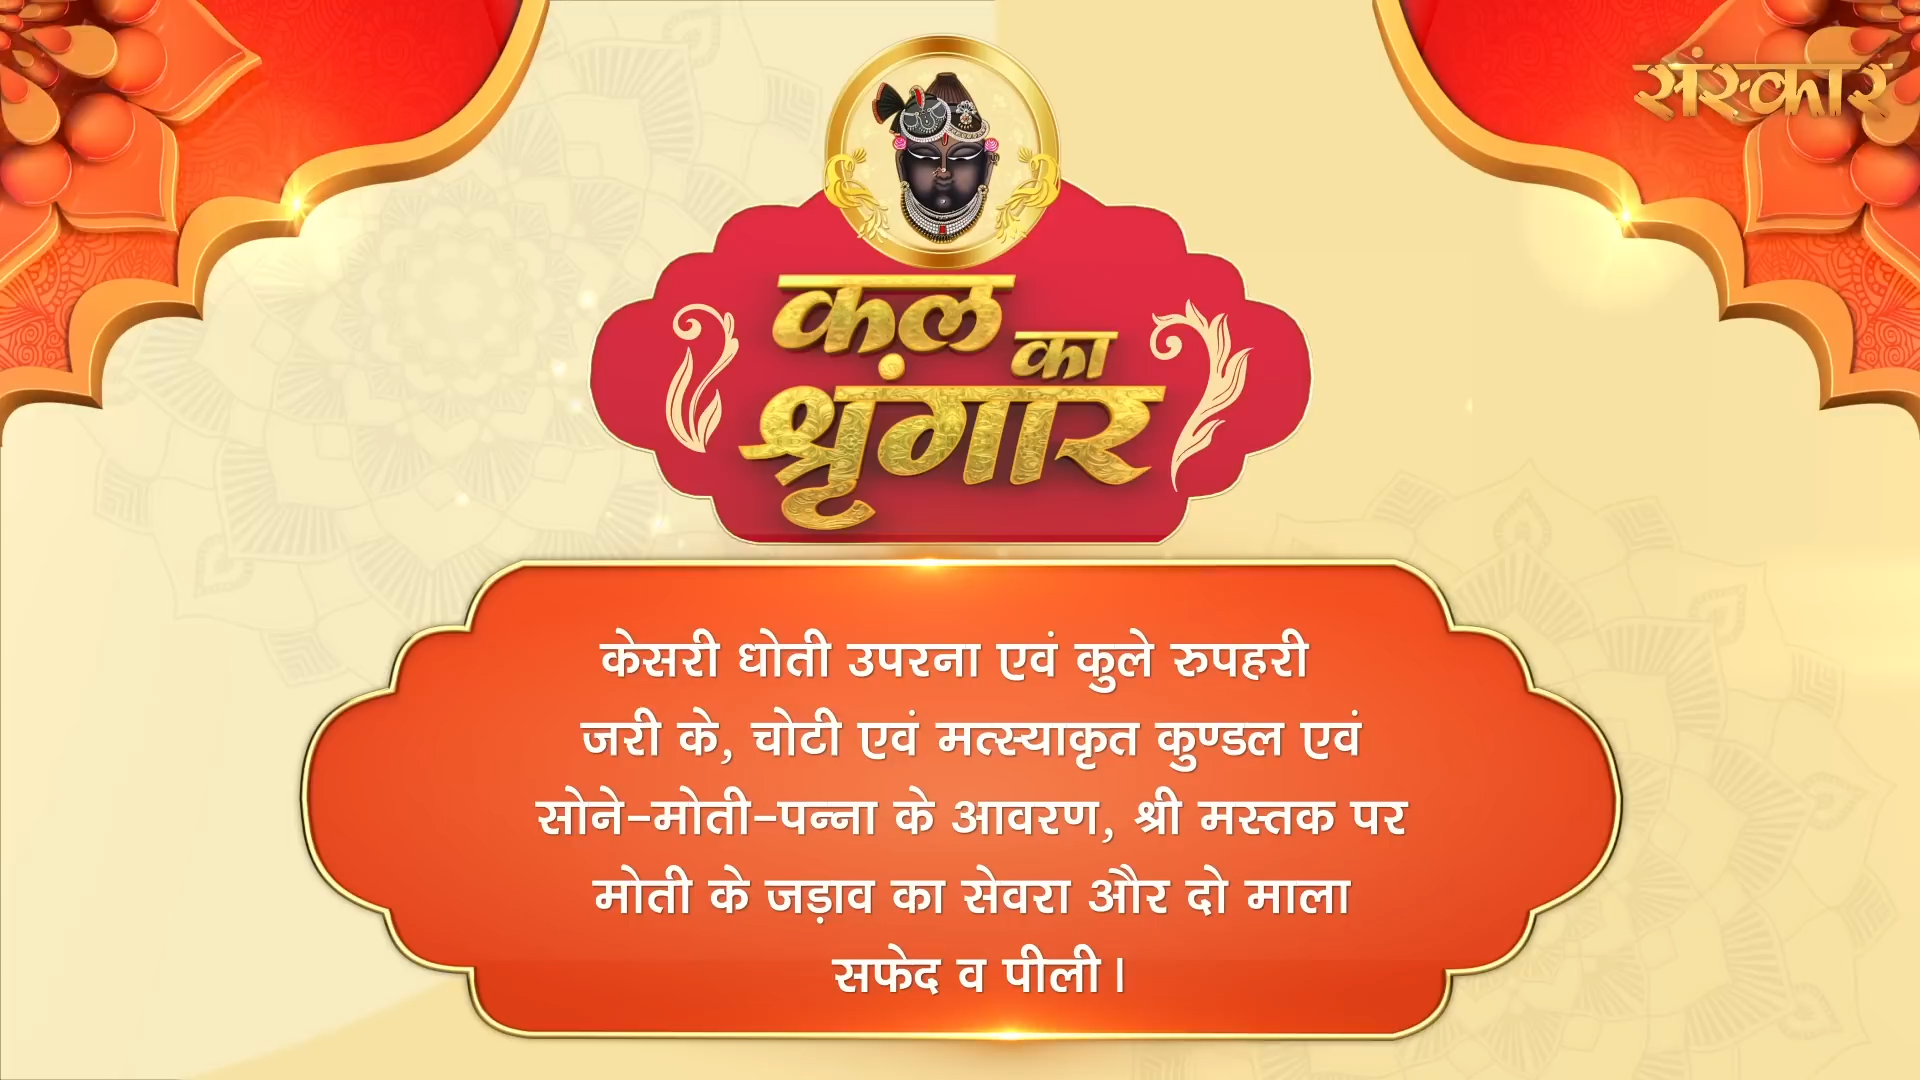 संस्कार
कल का
श्रृंगार
केसरी धोती उपरना एवं कुले रुपहरी
जरी के, चोटी एवं मत्स्याकृत कुण्डल एवं
सोने-मोती-पन्ना के आवरण, श्री मस्तक पर
मोती के जड़ाव का सेवरा और दो माला
सफेद व पीली।